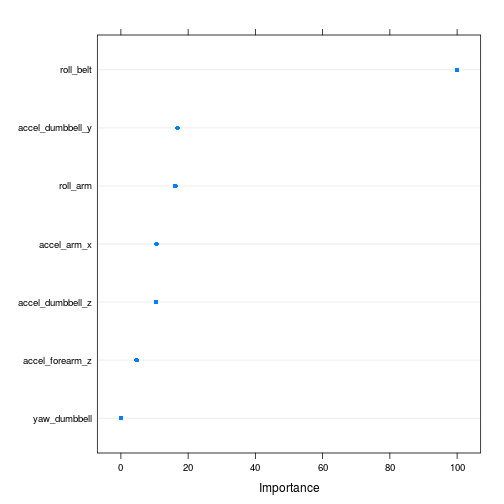 roll_belt
accel_dumbbell_y
roll_arm
accel_arm_x
accel_dumbbell_z
accel_forearm_z
yaw_dumbbell
0 20 40 60 80 100
Importance